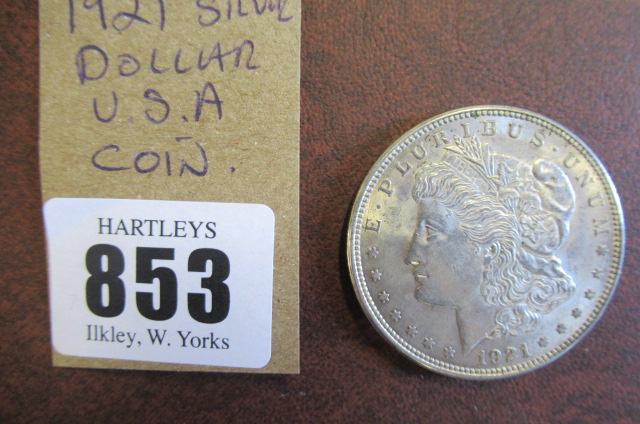 1921 SILVER
DOLLAR
U.S.A
COIN.
HARTLEYS
853
Ilkley, W. Yorks
E·PLURIBUS·UNUM
1921